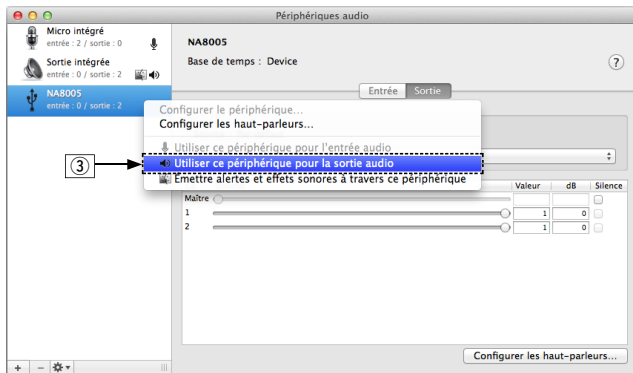 Périphériques audio
Micro intégré
entrée : 2 / sortie : 0
Sortie intégrée
entrée : 0 / sortie : 2
NA8005
entrée : 0 / sortie : 2
NA8005
Base de temps : Device
?
Entrée Sortie
Configurer le périphérique...
Configurer les haut-parleurs...
Utiliser ce périphérique pour l'entrée audio
③ Utiliser ce périphérique pour la sortie audio
Emettre alertes et effets sonores à travers ce périphérique
Valeur dB Silence
Maître
1 1 0
2 1 0
Configurer les haut-parleurs...
+ −